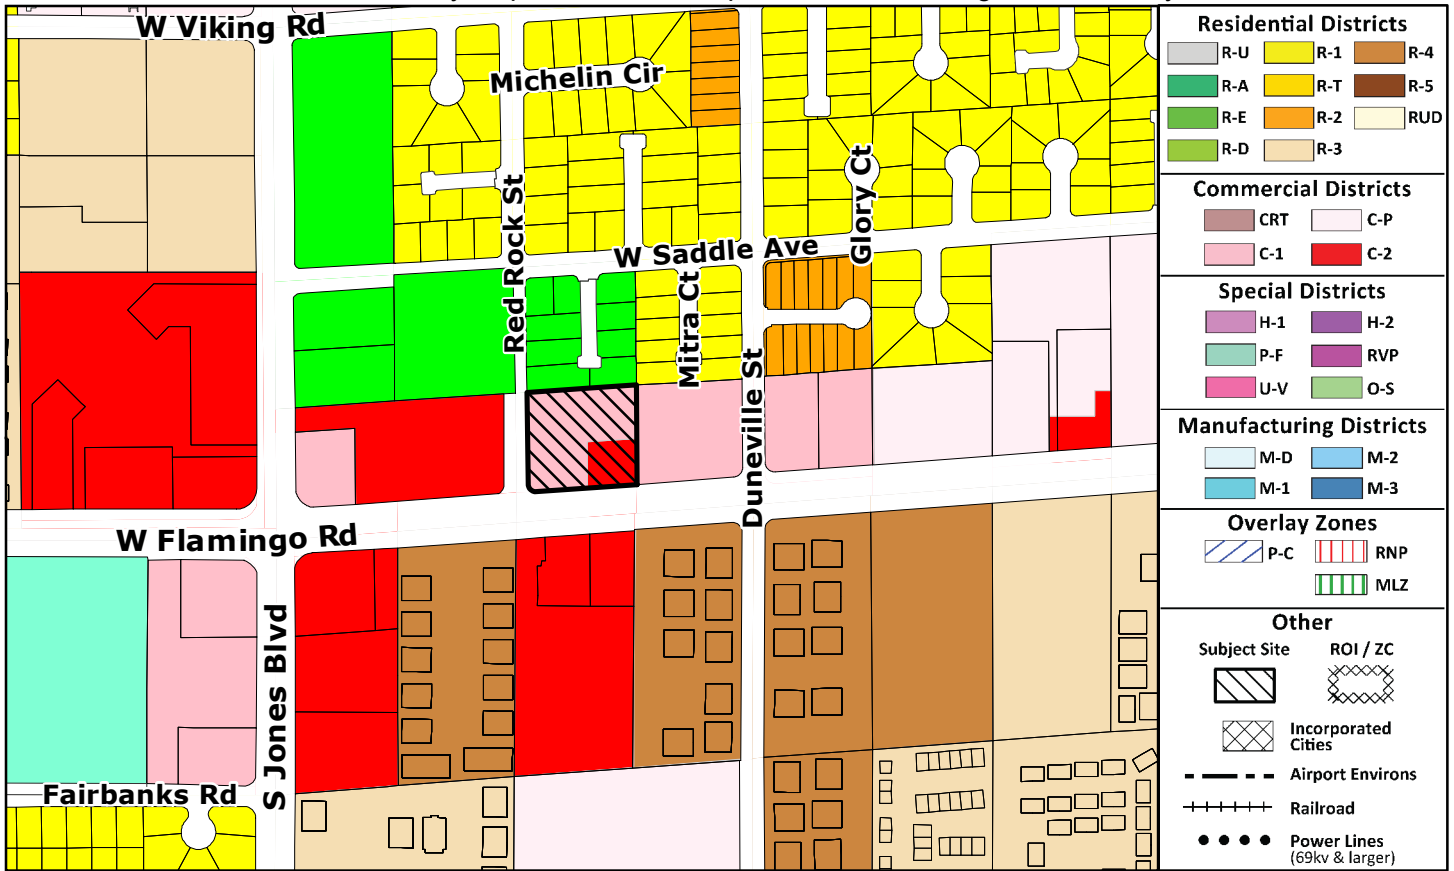 W Viking Rd
Michelin Cir
Red Rock St
W Saddle Ave
Glory Ct
Mitra Ct
Duneville St
W Flamingo Rd
S Jones Blvd
Fairbanks Rd
Residential Districts
R-U R-1 R-4
R-A R-T R-5
R-E R-2 RUD
R-D R-3
Commercial Districts
CRT C-P
C-1 C-2
Special Districts
H-1 H-2
P-F RVP
U-V O-S
Manufacturing Districts
M-D M-2
M-1 M-3
Overlay Zones
P-C RNP
MLZ
Other
Subject Site ROI / ZC
Incorporated
Cities
Airport Environs
Railroad
Power Lines
(69kv & larger)